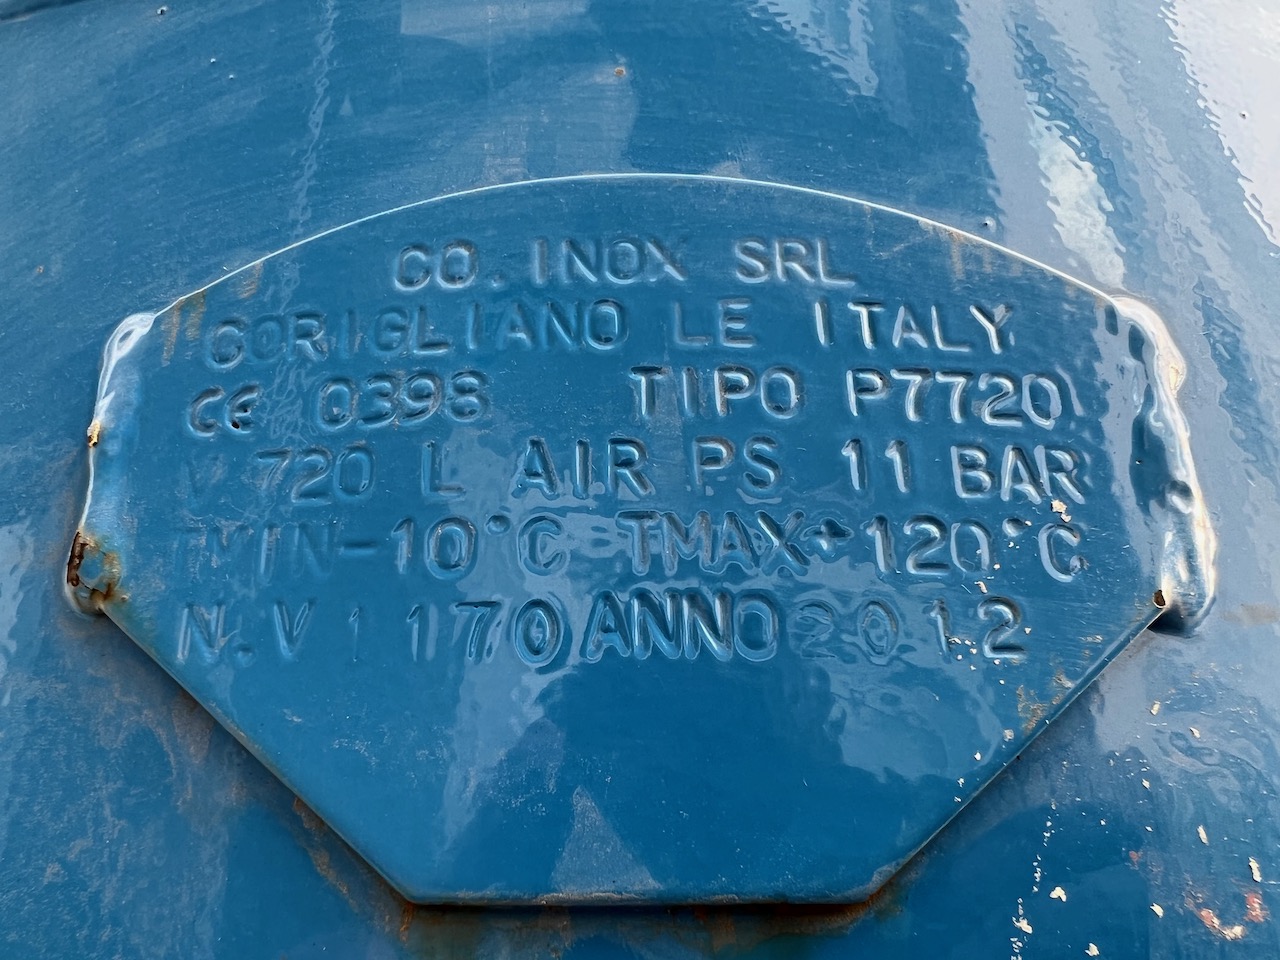 CO. INOX SRL
CORIGLIANO LE ITALY
CE 0398 TIPO P7720
V 720 L AIR PS 11 BAR
TMIN-10°C TMAX+120°C
N.V 1170 ANNO 2012